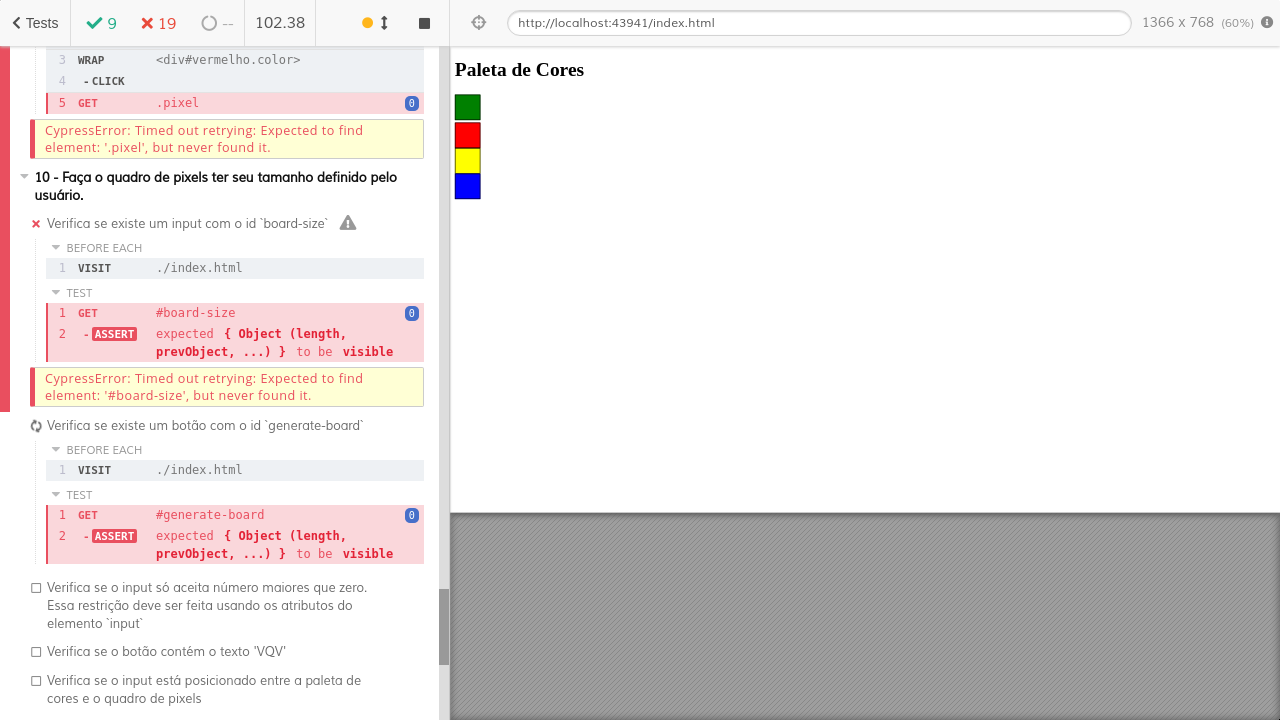 Tests
9
19
--
102.38
http://localhost:43941/index.html
1366 x 768 (60%)
3 WRAP <div#vermelho.color>
4 - CLICK
5 GET .pixel 0
CypressError: Timed out retrying: Expected to find
element: '.pixel', but never found it.
10 - Faça o quadro de pixels ter seu tamanho definido pelo
usuário.
Verifica se existe um input com o id `board-size`
BEFORE EACH
1 VISIT ./index.html
TEST
1 GET #board-size 0
2 - ASSERT expected { Object (length,
prevObject, ...) } to be visible
CypressError: Timed out retrying: Expected to find
element: '#board-size', but never found it.
Verifica se existe um botão com o id `generate-board`
BEFORE EACH
1 VISIT ./index.html
TEST
1 GET #generate-board 0
2 - ASSERT expected { Object (length,
prevObject, ...) } to be visible
Verifica se o input só aceita número maiores que zero.
Essa restrição deve ser feita usando os atributos do
elemento `input`
Verifica se o botão contém o texto 'VQV'
Verifica se o input está posicionado entre a paleta de
cores e o quadro de pixels
Paleta de Cores